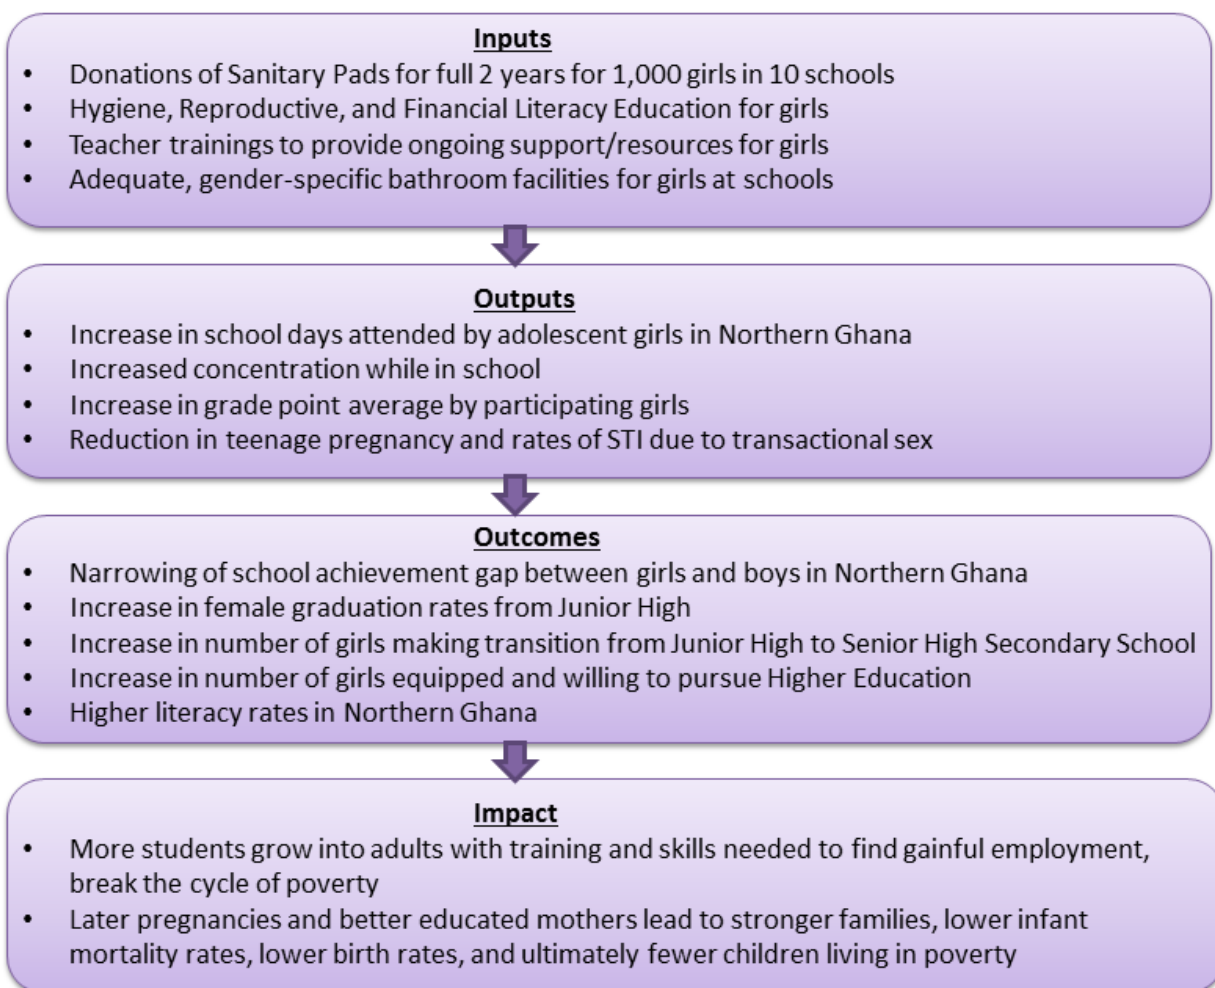 Inputs
• Donations of Sanitary Pads for full 2 years for 1,000 girls in 10 schools
• Hygiene, Reproductive, and Financial Literacy Education for girls
• Teacher trainings to provide ongoing support/resources for girls
• Adequate, gender-specific bathroom facilities for girls at schools
Outputs
• Increase in school days attended by adolescent girls in Northern Ghana
• Increased concentration while in school
• Increase in grade point average by participating girls
• Reduction in teenage pregnancy and rates of STI due to transactional sex
Outcomes
• Narrowing of school achievement gap between girls and boys in Northern Ghana
• Increase in female graduation rates from Junior High
• Increase in number of girls making transition from Junior High to Senior High Secondary School
• Increase in number of girls equipped and willing to pursue Higher Education
• Higher literacy rates in Northern Ghana
Impact
• More students grow into adults with training and skills needed to find gainful employment,
break the cycle of poverty
• Later pregnancies and better educated mothers lead to stronger families, lower infant
mortality rates, lower birth rates, and ultimately fewer children living in poverty